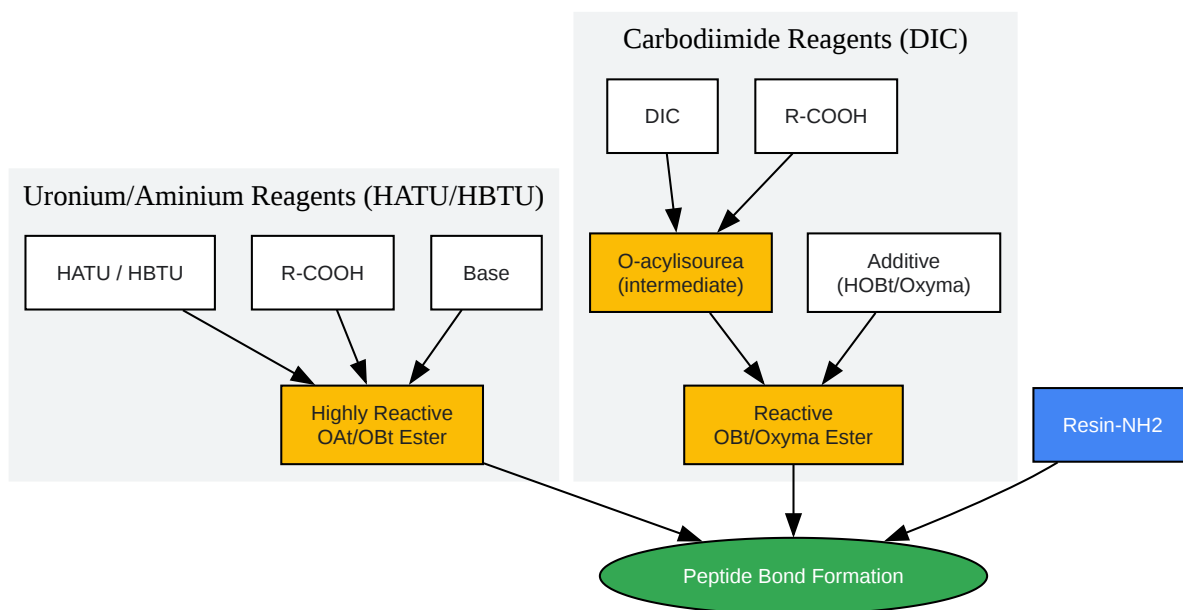 Carbodiimide Reagents (DIC)
DIC
R-COOH
Uronium/Aminium Reagents (HATU/HBTU)
HATU / HBTU
R-COOH
Base
O-acylisourea
(intermediate)
Additive
(HOBt/Oxyma)
Highly Reactive
OAt/OBt Ester
Reactive
OBt/Oxyma Ester
Resin-NH2
Peptide Bond Formation